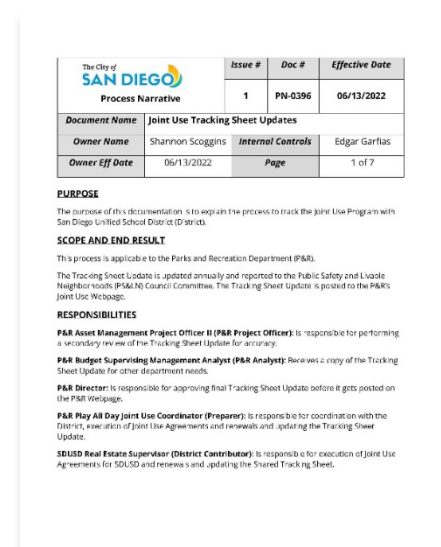 The City of
SAN DIEGO
Process Narrative
Issue #
Doc #
Effective Date
1
PN-0396
06/13/2022
Document Name
Joint Use Tracking Sheet Updates
Owner Name
Shannon Scoggins
Internal Controls
Edgar Garfias
Owner Eff Date
06/13/2022
Page
1 of 7
PURPOSE
The purpose of this documentation is to explain the process to track the Joint Use Program with
San Diego Unified School District (District).
SCOPE AND END RESULT
This process is applicable to the Parks and Recreation Department (P&R).
The Tracking Sheet Update is updated annually and reported to the Public Safety and Livable
Neighborhoods (PS&LN) Council Committee. The Tracking Sheet Update is posted to the P&R's
Joint Use Webpage.
RESPONSIBILITIES
P&R Asset Management Project Officer II (P&R Project Officer): Is responsible for performing
a secondary review of the Tracking Sheet Update for accuracy.
P&R Budget Supervising Management Analyst (P&R Analyst): Receives a copy of the Tracking
Sheet Update for other department needs.
P&R Director: Is responsible for approving final Tracking Sheet Update before it gets posted on
the P&R Webpage.
P&R Play All Day Joint Use Coordinator (Preparer): Is responsible for coordination with the
District, execution of Joint Use Agreements and renewals and updating the Tracking Sheet
Update.
SDUSD Real Estate Supervisor (District Contributor): Is responsible for execution of Joint Use
Agreements for SDUSD and renewals and updating the Shared Tracking Sheet.